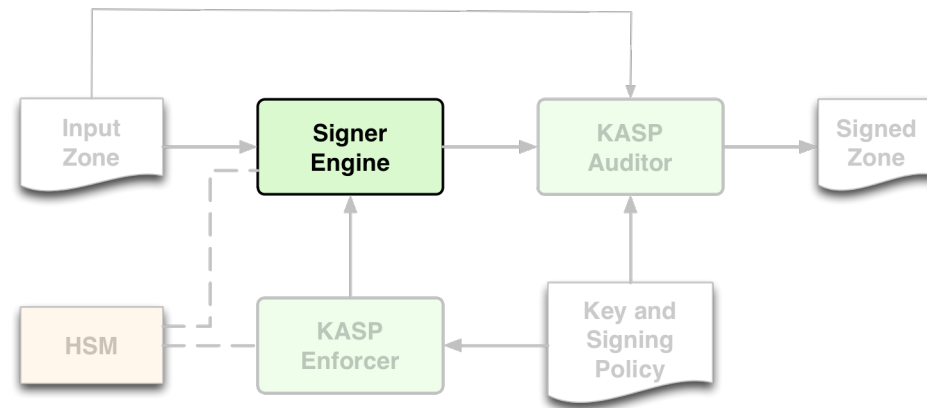 Input
Zone
Signer
Engine
KASP
Auditor
Signed
Zone
HSM
KASP
Enforcer
Key and
Signing
Policy